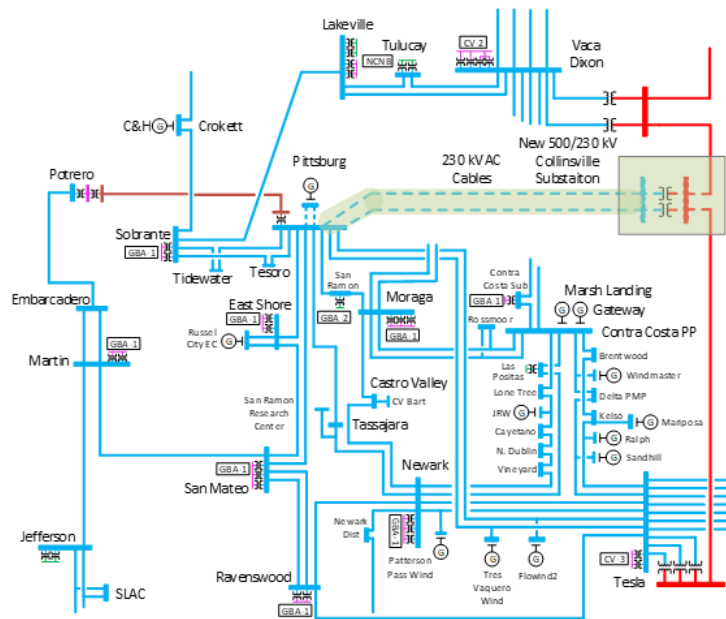 Lakeville
Tulucay
NCNB
CV-2
Vaca
Dixon
C&H
G
Crokett
Pittsburg
G
230 kV AC
Cables
New 500/230 kV
Collinsville
Substaiton
Potrero
Sobrante
GBA-1
Tidewater
Tesoro
San
Ramon
GBA-2
Moraga
GBA-1
Contra
Costa Sub
GBA-1
Rossmoor
Marsh Landing
Gateway
G
G
Contra Costa PP
Embarcadero
East Shore
GBA-1
Russel
City EC
G
Martin
GBA-1
Las
Positas
Brentwood
G
Windmaster
Lone Tree
Delta PMP
JRW
G
Kelso
G
Mariposa
Cayetano
G
Ralph
N. Dublin
G
Sandhill
Vineyard
Castro Valley
CV Bart
San Ramon
Research
Center
Tassajara
Newark
GBA-1
San Mateo
GBA-1
Newark
Dist
G
Patterson
Pass Wind
G
Tres
Vaquero
Wind
G
Flowind2
CV-3
Tesla
Jefferson
SLAC
Ravenswood
GBA-1